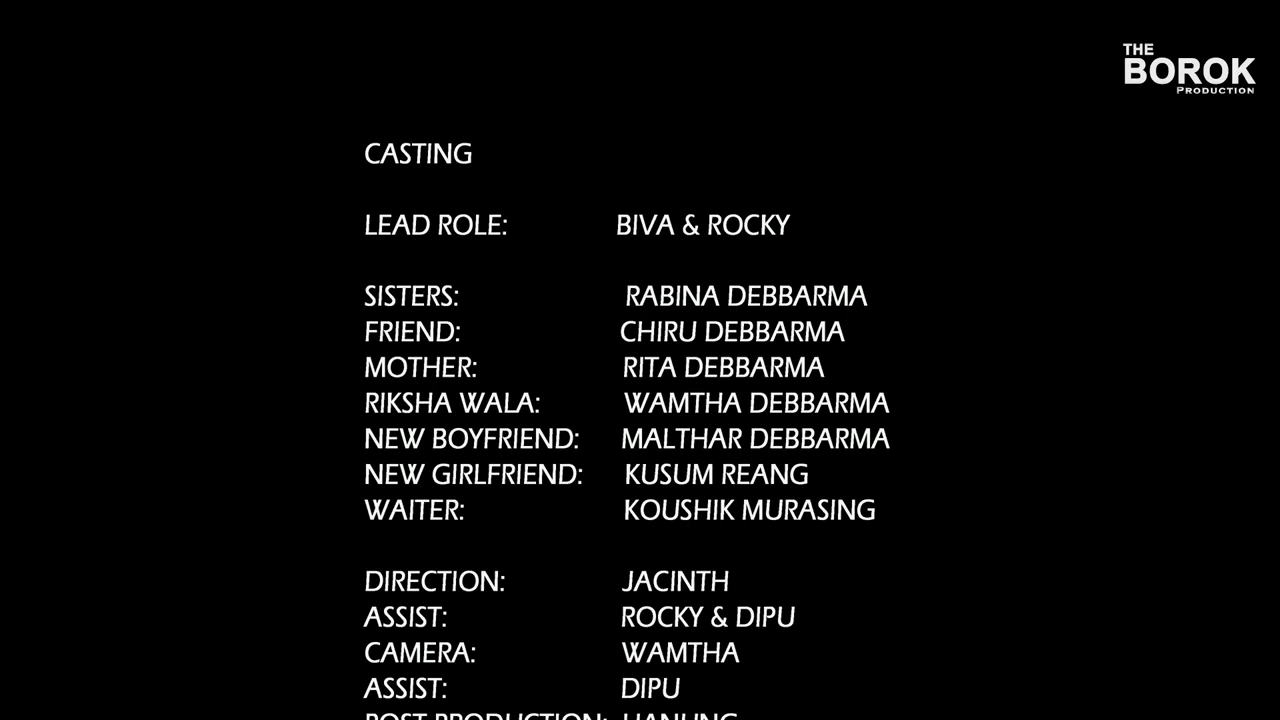 THE
BOROK
PRODUCTION
CASTING
LEAD ROLE: BIVA & ROCKY
SISTERS: RABINA DEBBARMA
FRIEND: CHIRU DEBBARMA
MOTHER: RITA DEBBARMA
RIKSHA WALA: WAMTHA DEBBARMA
NEW BOYFRIEND: MALTHAR DEBBARMA
NEW GIRLFRIEND: KUSUM REANG
WAITER: KOUSHIK MURASING
DIRECTION: JACINTH
ASSIST: ROCKY & DIPU
CAMERA: WAMTHA
ASSIST: DIPU
POST PRODUCTION: